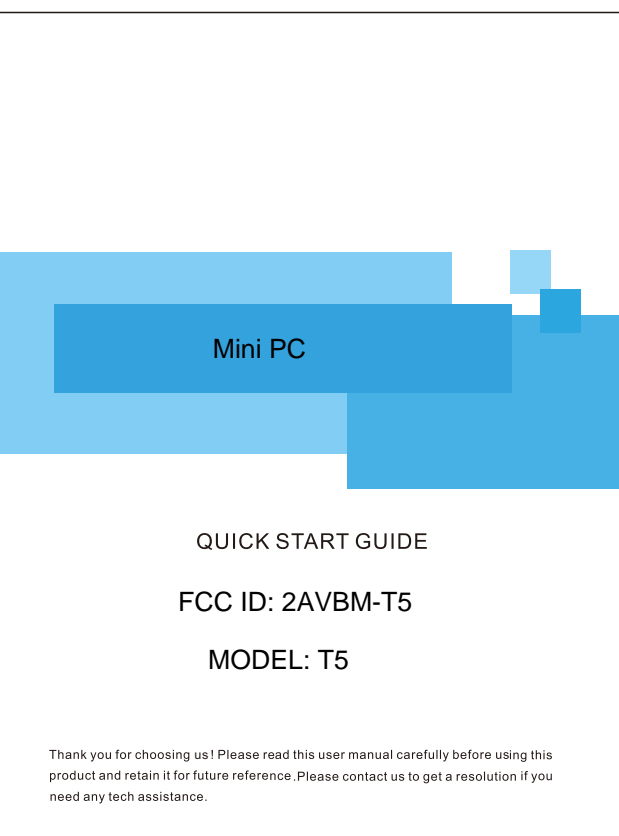 Mini PC
QUICK START GUIDE
FCC ID: 2AVBM-T5
MODEL: T5
Thank you for choosing us! Please read this user manual carefully before using this
product and retain it for future reference.Please contact us to get a resolution if you
need any tech assistance.